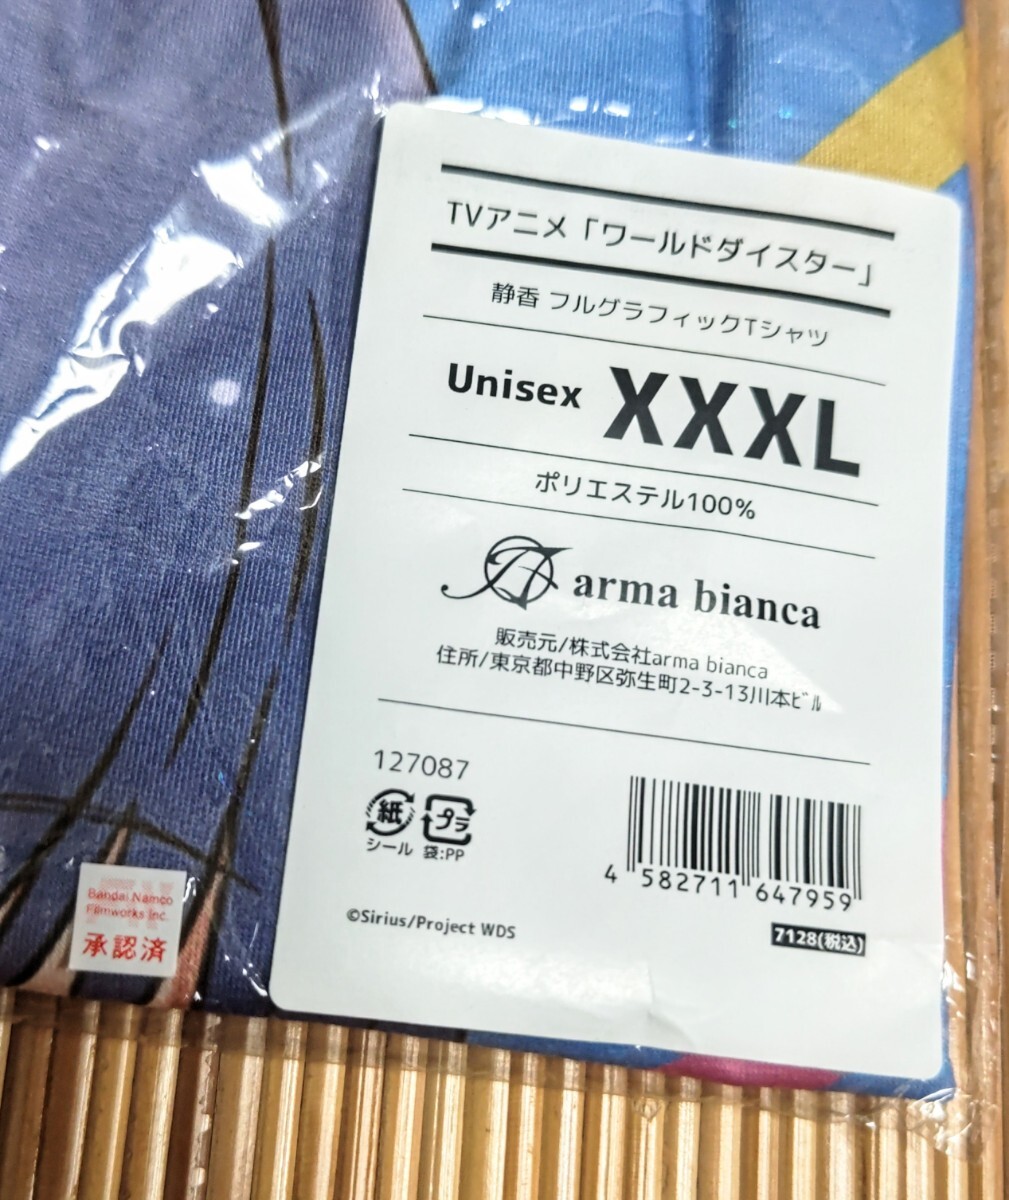 TVアニメ「ワールドダイスター」
静香 フルグラフィックTシャツ
Unisex XXXL
ポリエステル100%
arma bianca
販売元/株式会社arma bianca
住所/東京都中野区弥生町2-3-13川本ﾋﾞﾙ
127087
紙 プラ
シール 袋:PP
4 582711 647959
©Sirius/Project WDS
7128(税込)
Bandai Namco
Filmworks Inc.
承認済